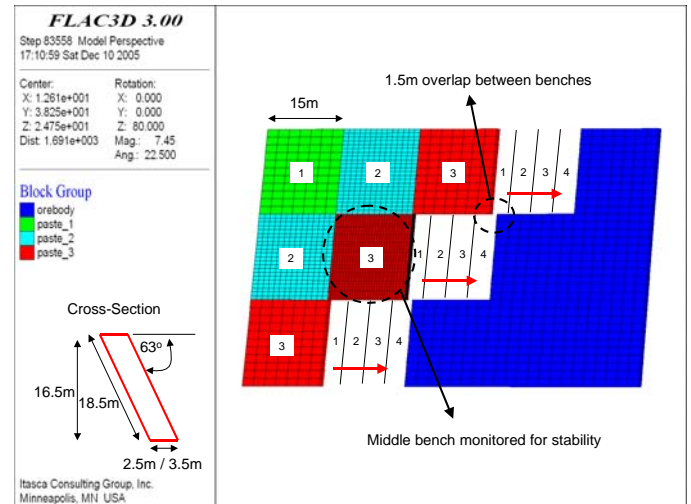 FLAC3D 3.00
Step 83558 Model Perspective
17:10:59 Sat Dec 10 2005
Center:
X: 1.261e+001
Y: 3.825e+001
Z: 2.475e+001
Dist: 1.691e+003
Rotation:
X: 0.000
Y: 0.000
Z: 80.000
Mag.: 7.45
Ang.: 22.500
Block Group
orebody
paste_1
paste_2
paste_3
Cross-Section
63o
16.5m
18.5m
2.5m / 3.5m
Itasca Consulting Group, Inc.
Minneapolis, MN USA
1.5m overlap between benches
15m
1 2 3 1 2 3 4
2 3 1 2 3 4
3 1 2 3 4
Middle bench monitored for stability